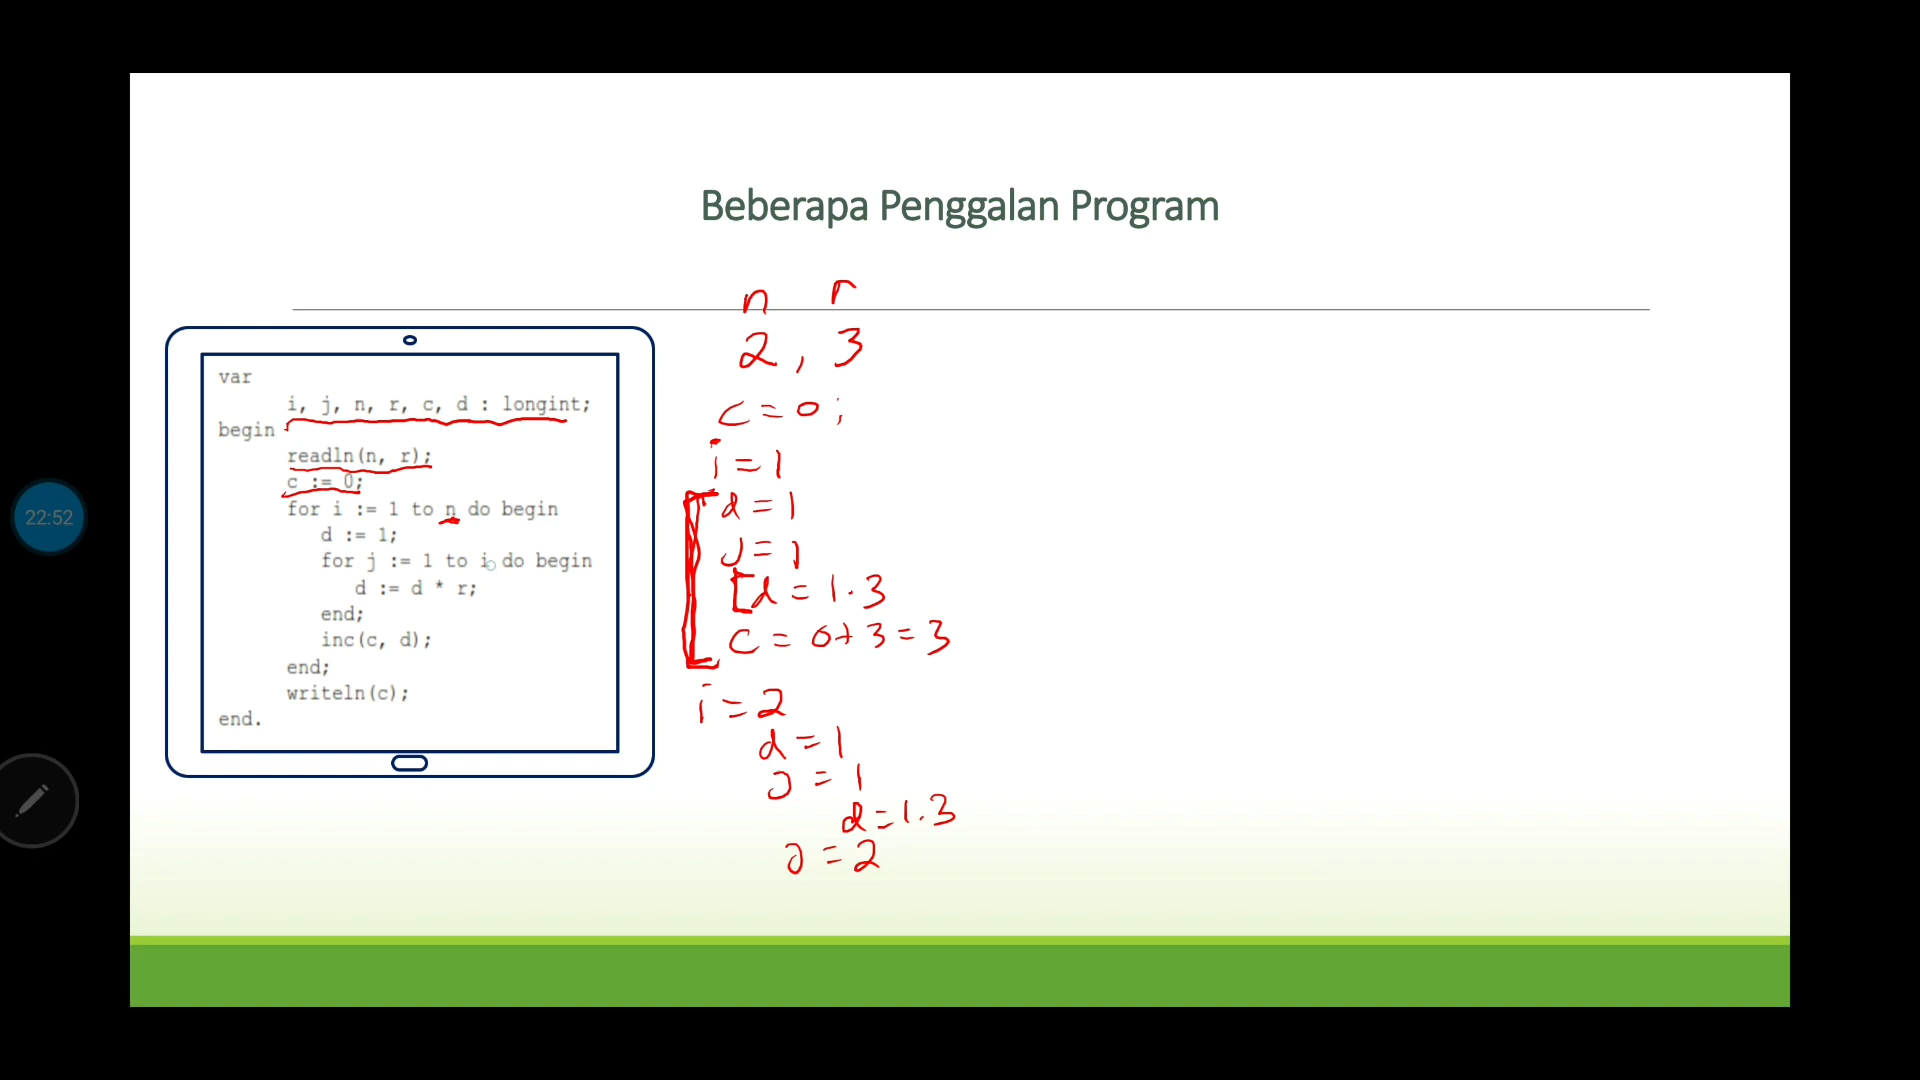 Beberapa Penggalan Program
var
i, j, n, r, c, d : longint;
begin
readln(n, r);
c := 0;
for i := 1 to n do begin
d := 1;
for j := 1 to i do begin
d := d * r;
end;
inc(c, d);
end;
writeln(c);
end.
n r
2 , 3
c = 0 ;
i = 1
d = 1
j = 1
d = 1 . 3
c = 0 + 3 = 3
i = 2
d = 1
j = 1
d = 1 . 3
j = 2
22:52